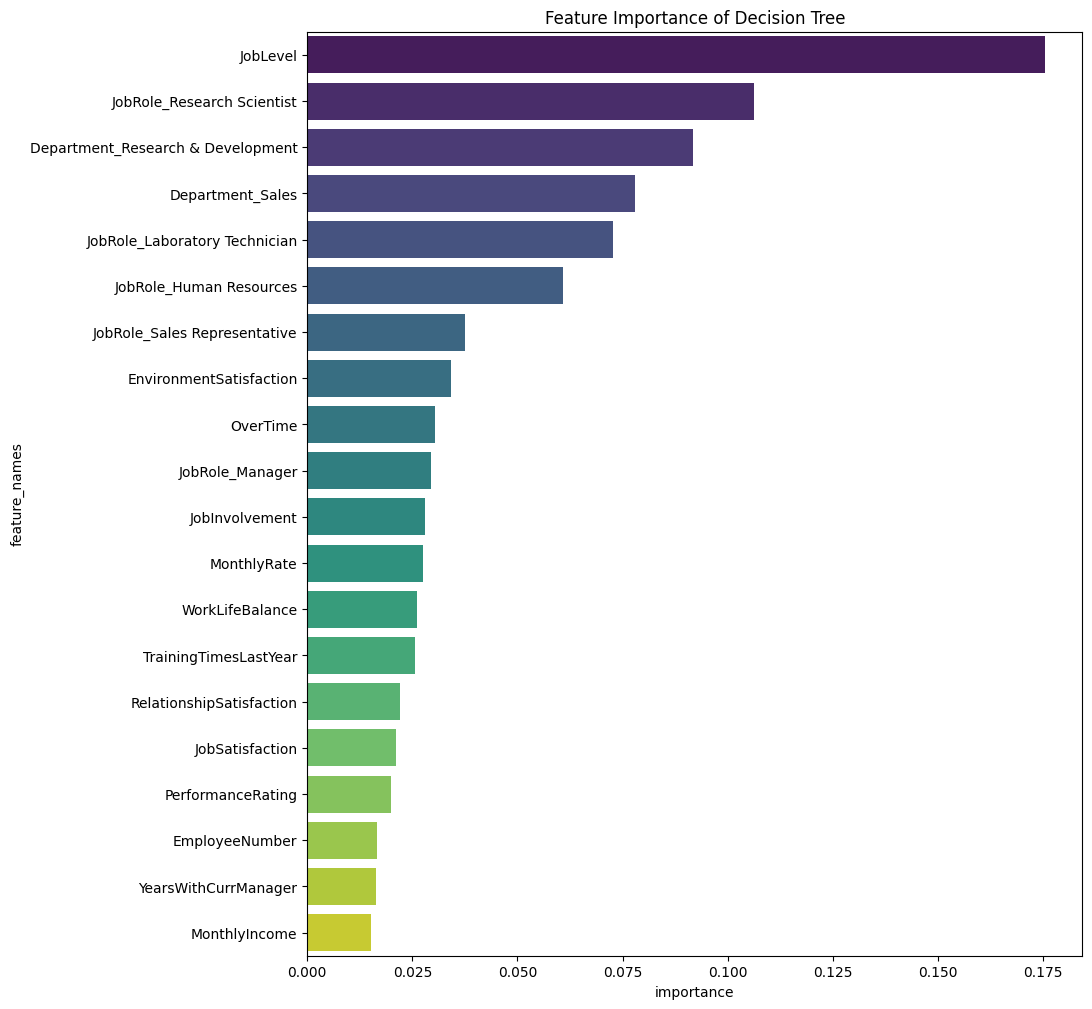 Feature Importance of Decision Tree
JobLevel
JobRole_Research Scientist
Department_Research & Development
Department_Sales
JobRole_Laboratory Technician
JobRole_Human Resources
JobRole_Sales Representative
EnvironmentSatisfaction
OverTime
JobRole_Manager
JobInvolvement
MonthlyRate
WorkLifeBalance
TrainingTimesLastYear
RelationshipSatisfaction
JobSatisfaction
PerformanceRating
EmployeeNumber
YearsWithCurrManager
MonthlyIncome
feature_names
0.000 0.025 0.050 0.075 0.100 0.125 0.150 0.175
importance